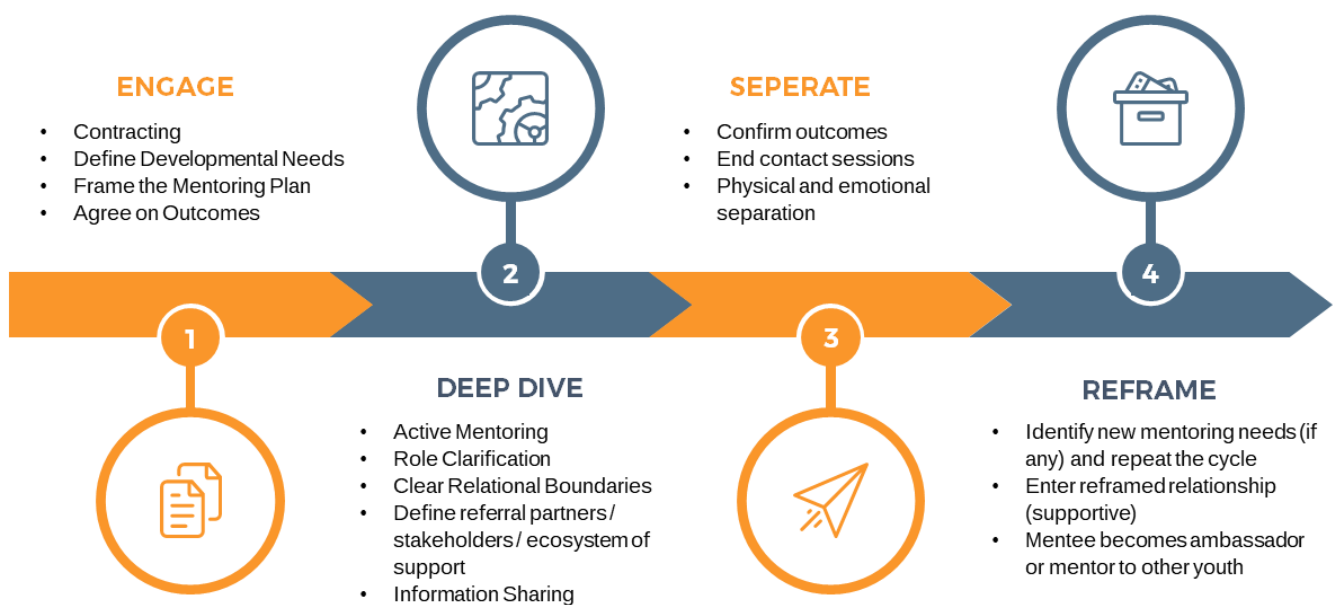 ENGAGE
• Contracting
• Define Developmental Needs
• Frame the Mentoring Plan
• Agree on Outcomes
SEPERATE
• Confirm outcomes
• End contact sessions
• Physical and emotional
separation
1
2
3
4
DEEP DIVE
• Active Mentoring
• Role Clarification
• Clear Relational Boundaries
• Define referral partners /
stakeholders / ecosystem of
support
• Information Sharing
REFRAME
• Identify new mentoring needs (if
any) and repeat the cycle
• Enter reframed relationship
(supportive)
• Mentee becomes ambassador
or mentor to other youth